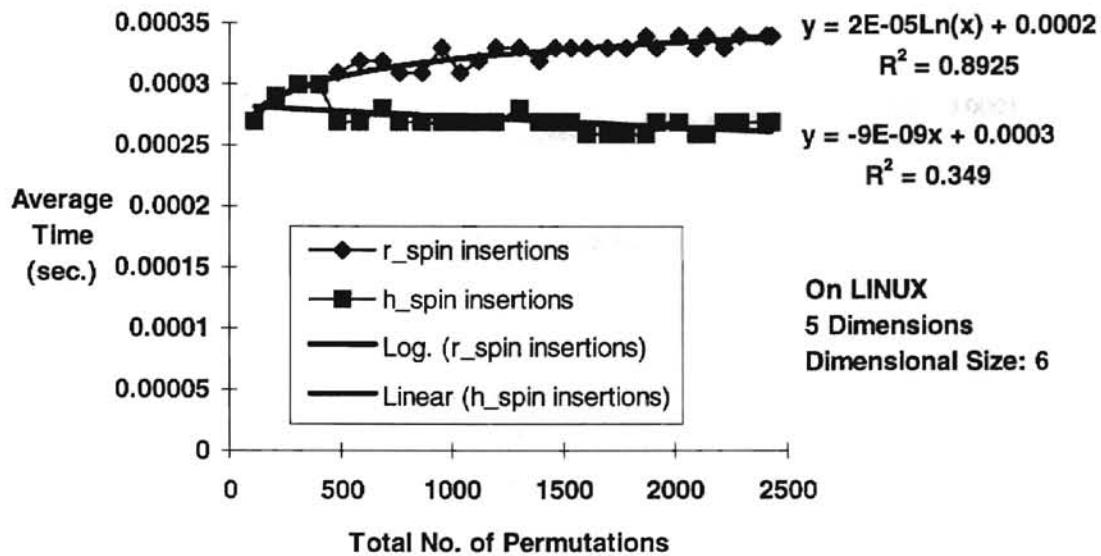 0.00035
0.0003
0.00025
0.0002
0.00015
0.0001
0.00005
0
Average
Time
(sec.)
r_spin insertions
h_spin insertions
Log. (r_spin insertions)
Linear (h_spin insertions)
y = 2E-05Ln(x) + 0.0002
R² = 0.8925
y = -9E-09x + 0.0003
R² = 0.349
On LINUX
5 Dimensions
Dimensional Size: 6
0 500 1000 1500 2000 2500
Total No. of Permutations